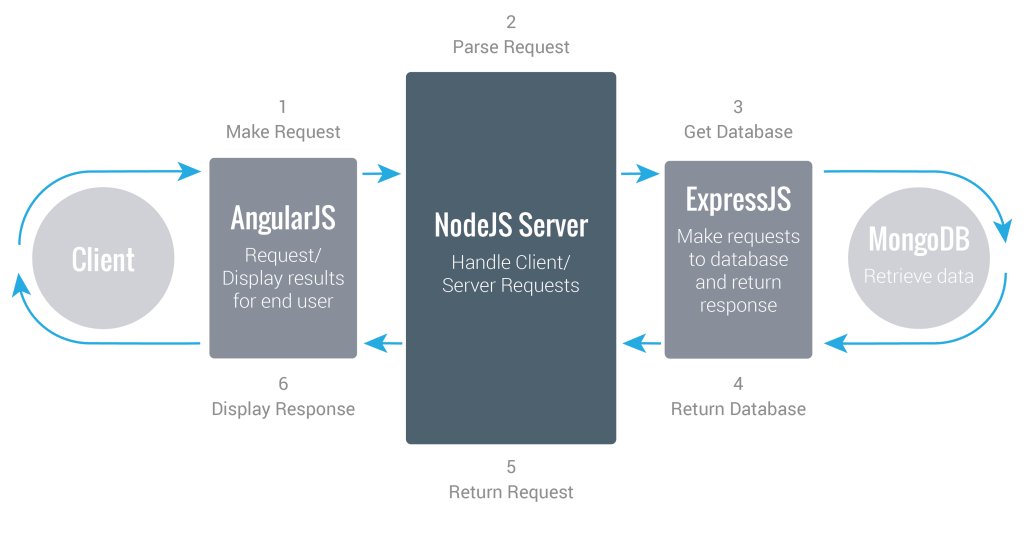 2
Parse Request
1
Make Request
3
Get Database
Client
AngularJS
Request/
Display results
for end user
NodeJS Server
Handle Client/
Server Requests
ExpressJS
Make requests
to database
and return
response
MongoDB
Retrieve data
6
Display Response
4
Return Database
5
Return Request